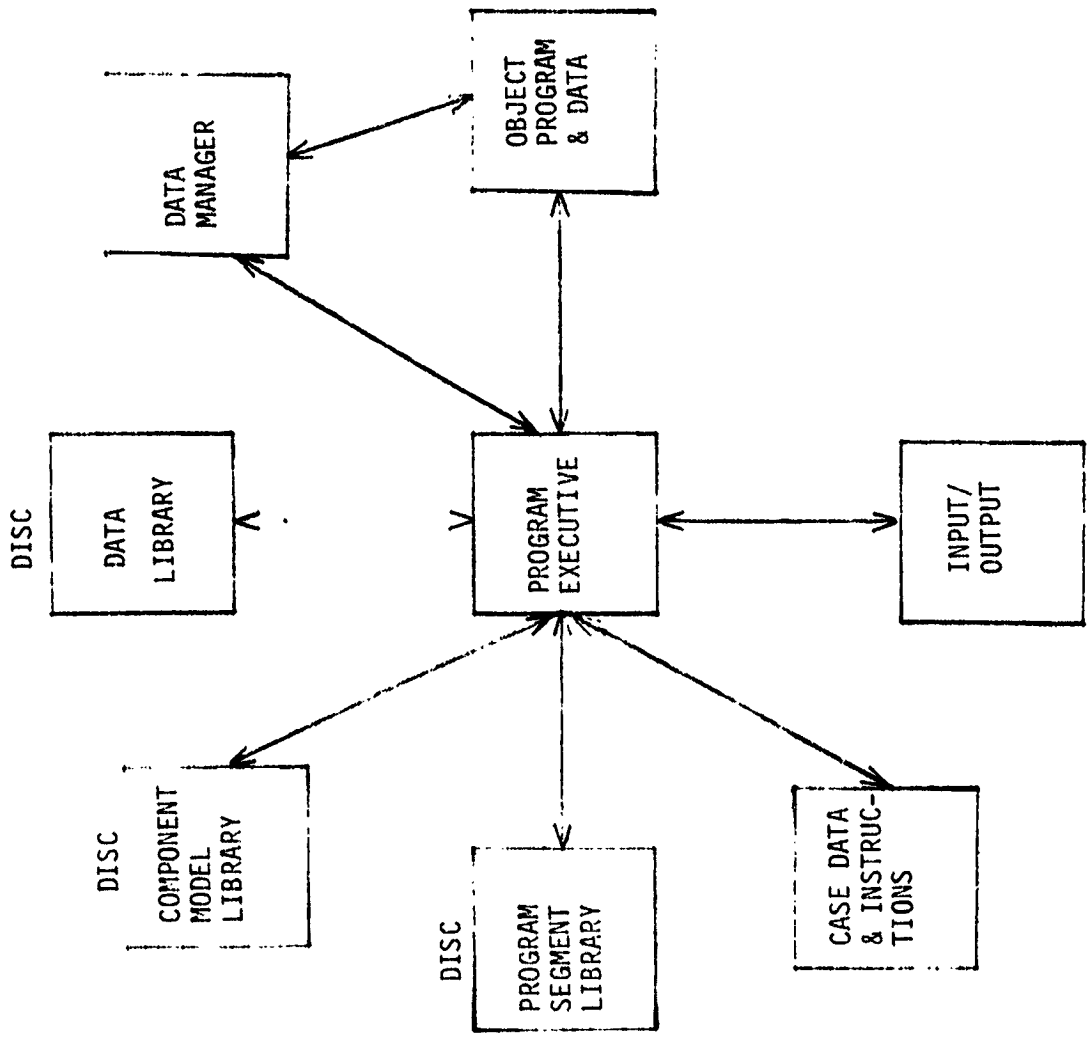 DISC
DATA
LIBRARY
DISC
COMPONENT
MODEL
LIBRARY
DATA
MANAGER
DISC
PROGRAM
SEGMENT
LIBRARY
PROGRAM
EXECUTIVE
OBJECT
PROGRAM
& DATA
CASE DATA
& INSTRUC-
TIONS
INPUT/
OUTPUT